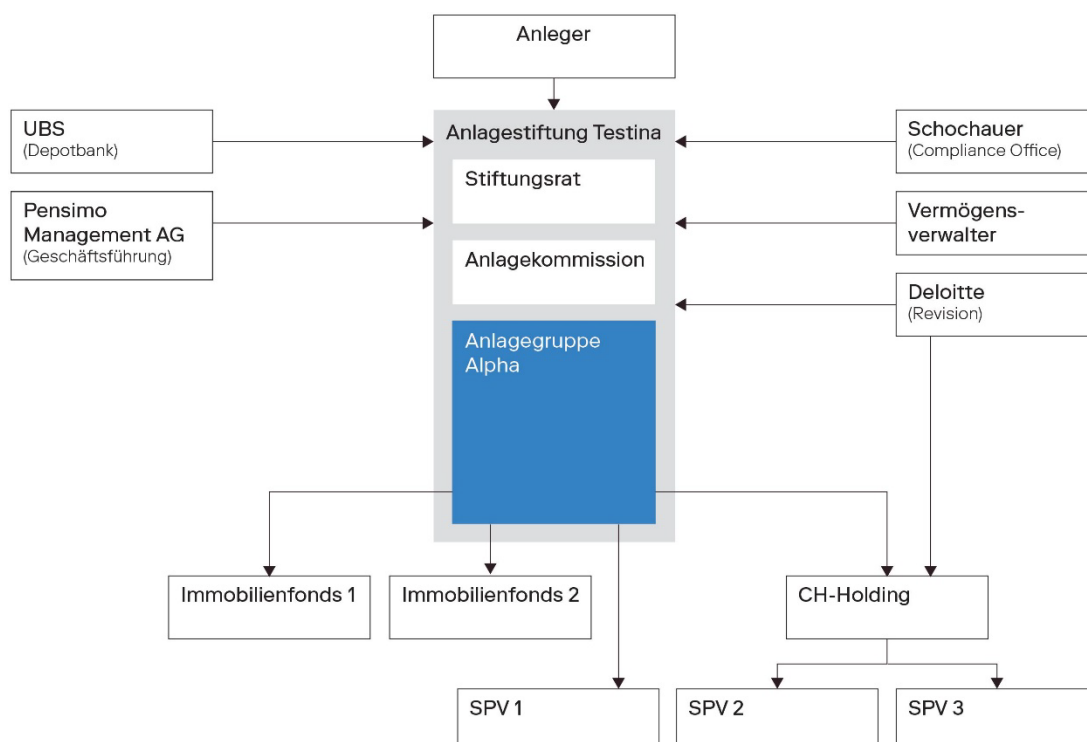 Anleger
UBS
(Depotbank)
Anlagestiftung Testina
Schochauer
(Compliance Office)
Stiftungsrat
Pensimo
Management AG
(Geschäftsführung)
Vermögens-
verwalter
Anlagekommission
Deloitte
(Revision)
Anlagegruppe
Alpha
Immobilienfonds 1
Immobilienfonds 2
CH-Holding
SPV 1
SPV 2
SPV 3